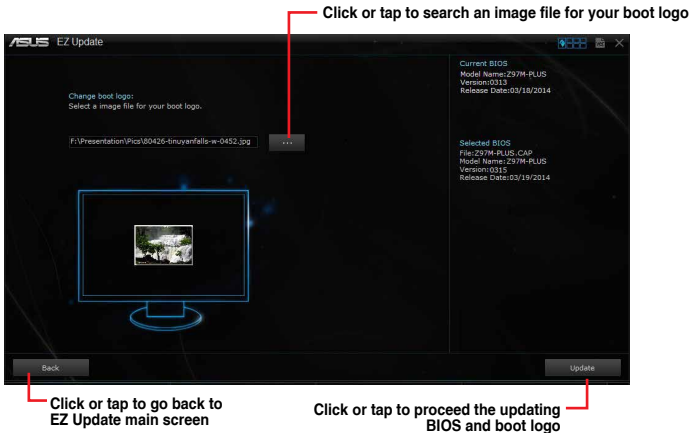 Click or tap to search an image file for your boot logo
ASUS EZ Update
Change boot logo:
Select a image file for your boot logo.
F:\Presentation\Pics\80426-tinuyanfalls-w-0452.jpg
...
Current BIOS
Model Name:Z97M-PLUS
Version:0313
Release Date:03/18/2014
Selected BIOS
File:Z97M-PLUS.CAP
Model Name:Z97M-PLUS
Version:0315
Release Date:03/19/2014
Back
Update
Click or tap to go back to
EZ Update main screen
Click or tap to proceed the updating
BIOS and boot logo